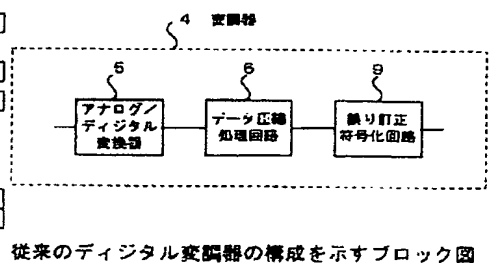 4 変調器
5
6
9
アナログ/
ディジタル
変換器
データ圧縮
処理回路
誤り訂正
符号化回路
従来のディジタル変調器の構成を示すブロック図